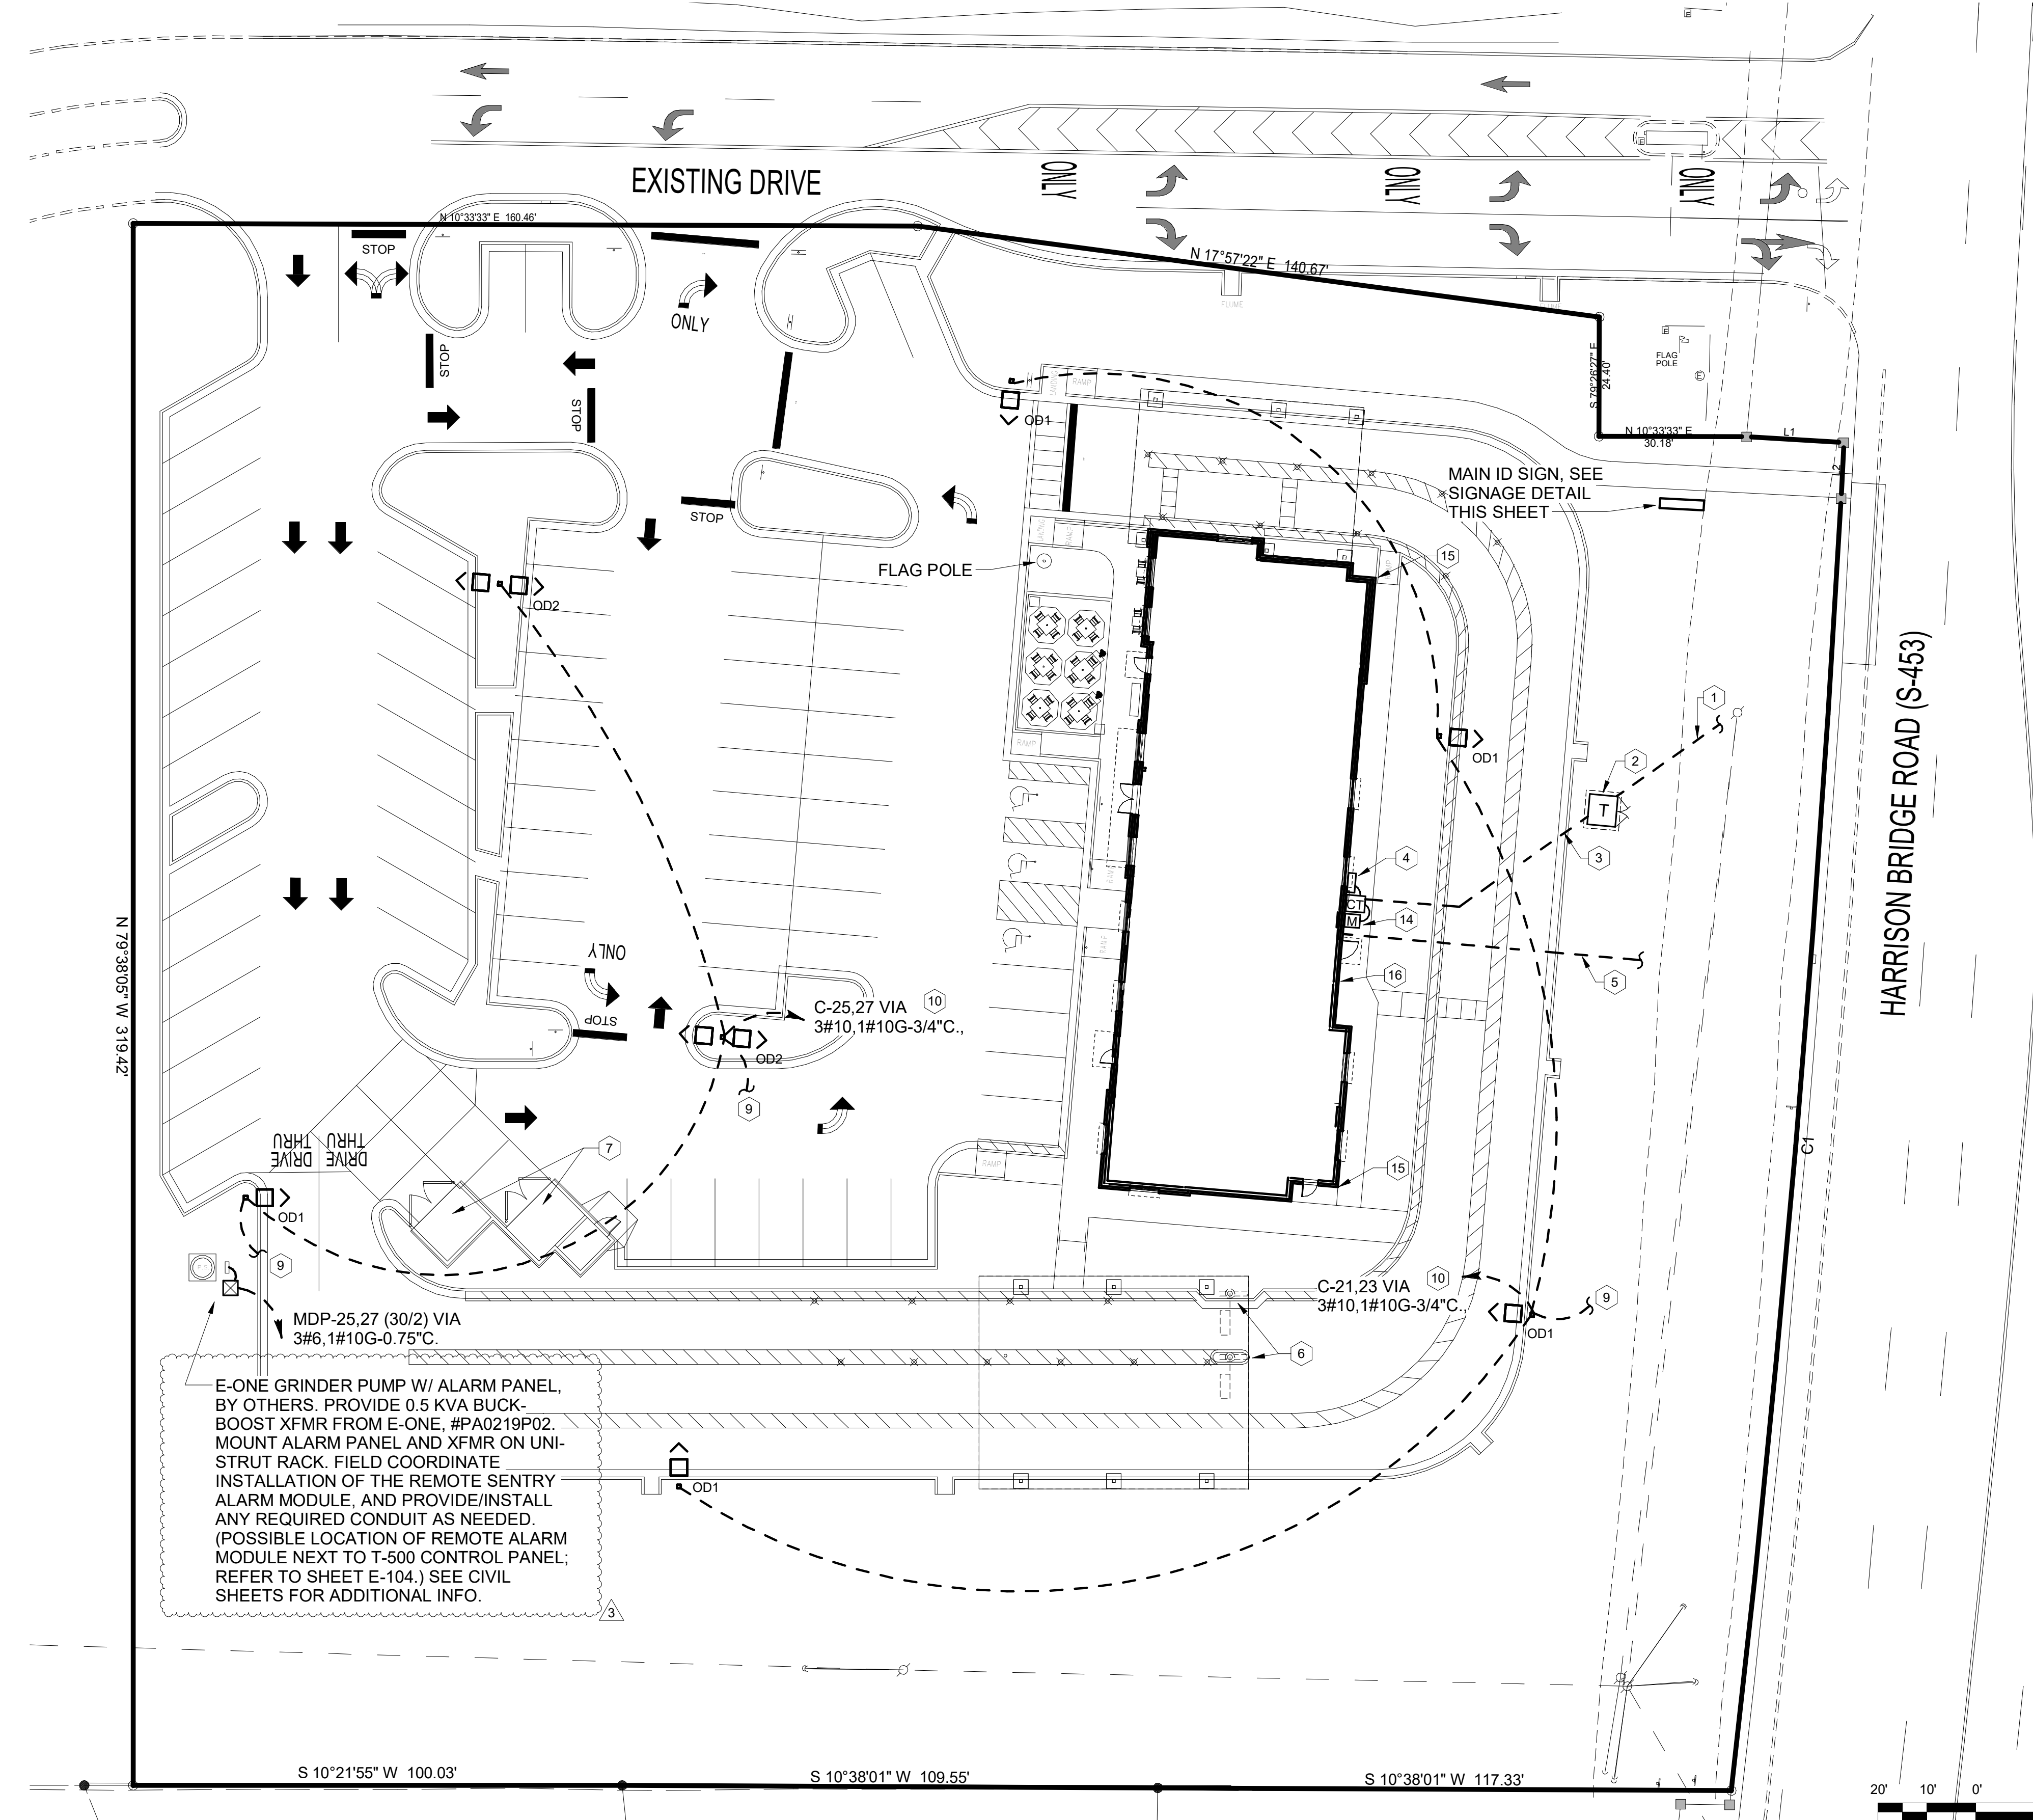 EXISTING DRIVE
ONLY
ONLY
ONLY
N 10°33'33" E 160.46'
N 17°57'22" E 140.67'
STOP
ONLY
STOP
STOP
FLUME
S 79°26'27" E
24.40'
FLAG
POLE
E
E
E
E
N 10°33'33" E
30.18'
L1
L2
LANDING
RAMP
OD1
MAIN ID SIGN, SEE
SIGNAGE DETAIL
THIS SHEET
STOP
LANDING
RAMP
FLAG POLE
15
OD2
HARRISON BRIDGE ROAD (S-453)
1
2
T
3
OD1
RAMP
4
CT
M
14
5
16
RAMP
RAMP
N 79°38'05" W 319.42'
ONLY
STOP
C-25,27 VIA
3#10,1#10G-3/4"C.,
10
OD2
9
C1
DRIVE
THRU
DRIVE
THRU
7
RAMP
15
OD1
9
MDP-25,27 (30/2) VIA
3#6,1#10G-0.75"C.
C-21,23 VIA
3#10,1#10G-3/4"C.,
10
9
OD1
6
E-ONE GRINDER PUMP W/ ALARM PANEL,
BY OTHERS. PROVIDE 0.5 KVA BUCK-
BOOST XFMR FROM E-ONE, #PA0219P02.
MOUNT ALARM PANEL AND XFMR ON UNI-
STRUT RACK. FIELD COORDINATE
INSTALLATION OF THE REMOTE SENTRY
ALARM MODULE, AND PROVIDE/INSTALL
ANY REQUIRED CONDUIT AS NEEDED.
(POSSIBLE LOCATION OF REMOTE ALARM
MODULE NEXT TO T-500 CONTROL PANEL;
REFER TO SHEET E-104.) SEE CIVIL
SHEETS FOR ADDITIONAL INFO.
3
OD1
S 10°21'55" W 100.03'
S 10°38'01" W 109.55'
S 10°38'01" W 117.33'
20' 10' 0'